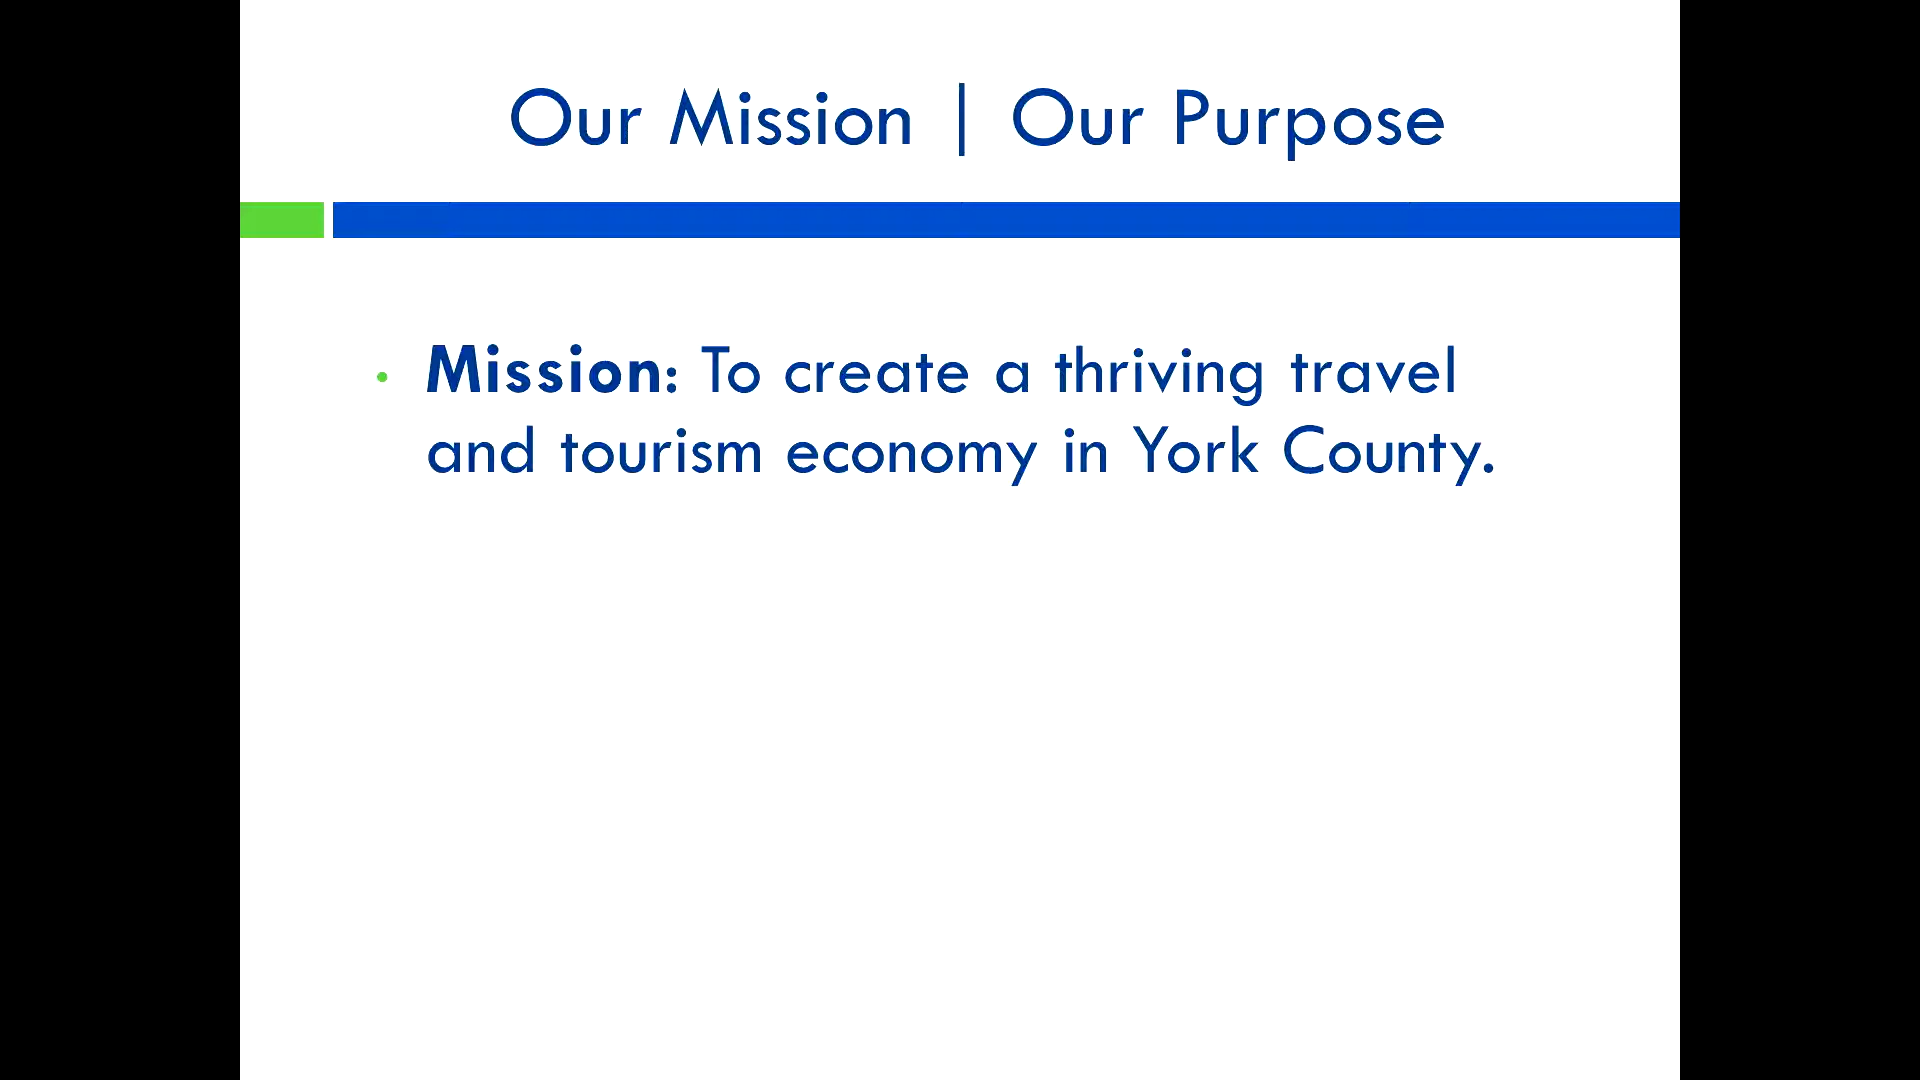 Our Mission | Our Purpose
• Mission: To create a thriving travel
and tourism economy in York County.